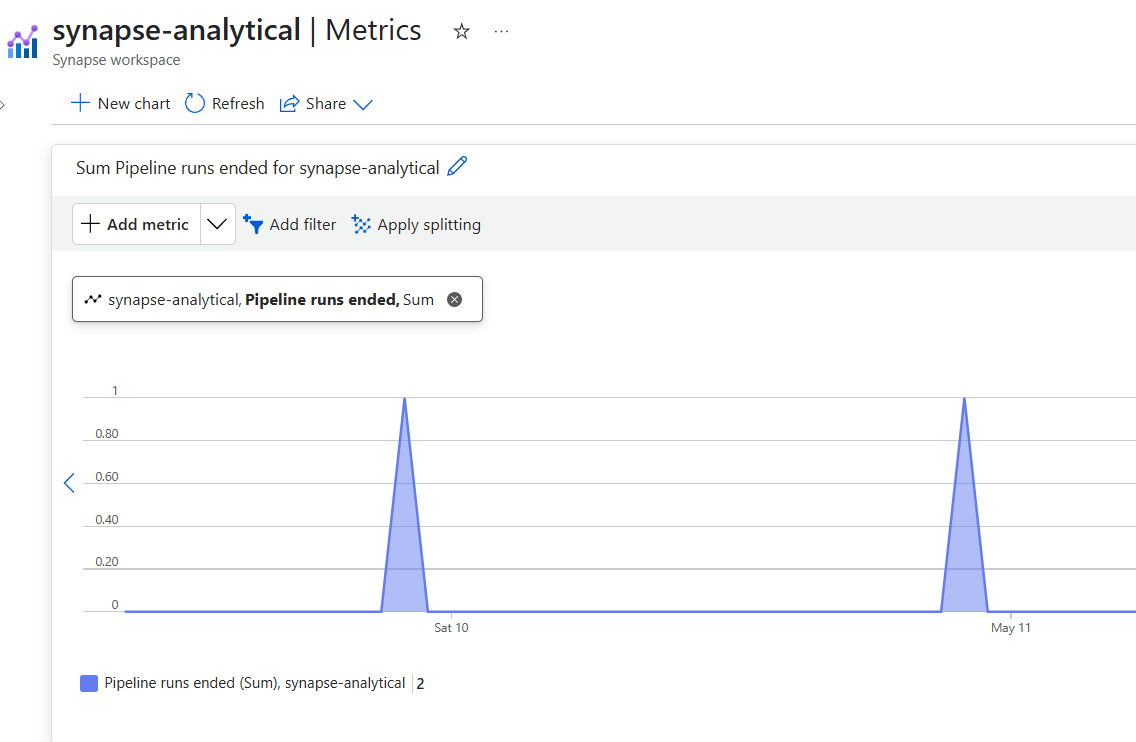 synapse-analytical | Metrics
Synapse workspace
New chart Refresh Share
Sum Pipeline runs ended for synapse-analytical
Add metric Add filter Apply splitting
synapse-analytical, Pipeline runs ended, Sum
1
0.80
0.60
0.40
0.20
0
Sat 10 May 11
Pipeline runs ended (Sum), synapse-analytical | 2